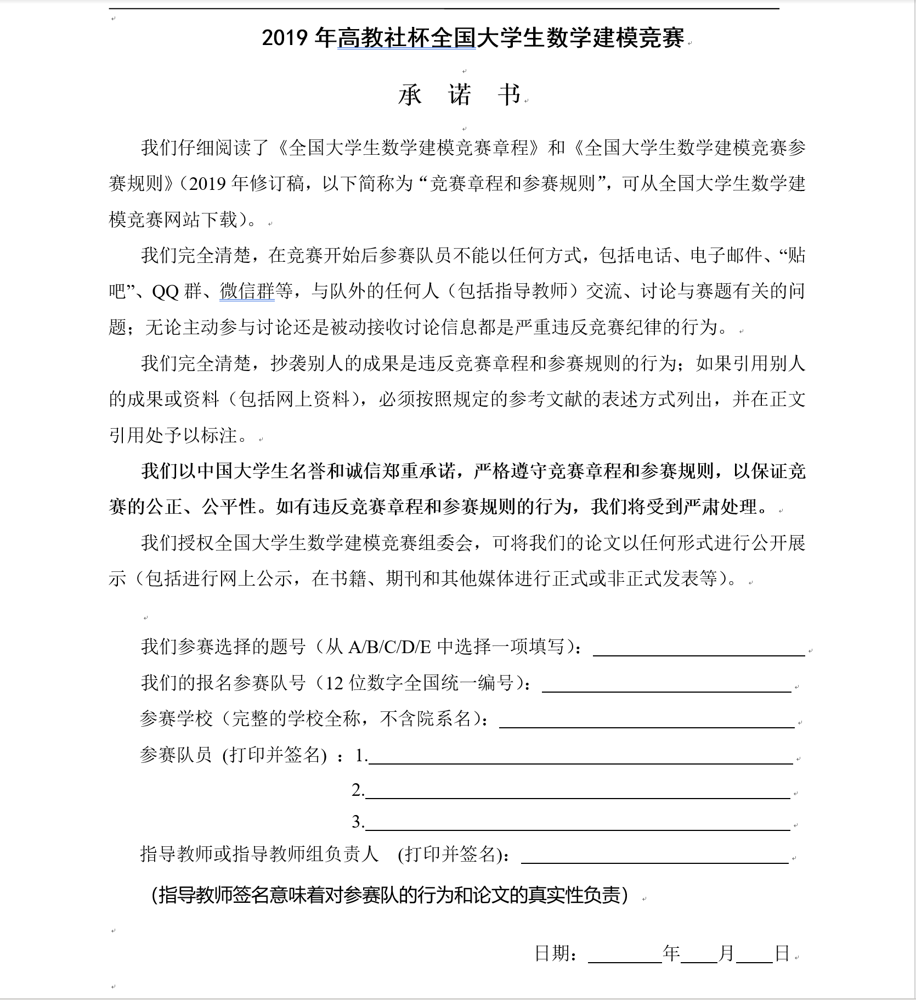 2019 年高教社杯全国大学生数学建模竞赛
承 诺 书
我们仔细阅读了《全国大学生数学建模竞赛章程》和《全国大学生数学建模竞赛参
赛规则》（2019 年修订稿，以下简称为“竞赛章程和参赛规则”，可从全国大学生数学建
模竞赛网站下载）。
我们完全清楚，在竞赛开始后参赛队员不能以任何方式，包括电话、电子邮件、“贴
吧”、QQ 群、微信群等，与队外的任何人（包括指导教师）交流、讨论与赛题有关的问
题；无论主动参与讨论还是被动接收讨论信息都是严重违反竞赛纪律的行为。
我们完全清楚，抄袭别人的成果是违反竞赛章程和参赛规则的行为；如果引用别人
的成果或资料（包括网上资料），必须按照规定的参考文献的表述方式列出，并在正文
引用处予以标注。
我们以中国大学生名誉和诚信郑重承诺，严格遵守竞赛章程和参赛规则，以保证竞
赛的公正、公平性。如有违反竞赛章程和参赛规则的行为，我们将受到严肃处理。
我们授权全国大学生数学建模竞赛组委会，可将我们的论文以任何形式进行公开展
示（包括进行网上公示，在书籍、期刊和其他媒体进行正式或非正式发表等）。
我们参赛选择的题号（从 A/B/C/D/E 中选择一项填写）：
我们的报名参赛队号（12 位数字全国统一编号）：
参赛学校（完整的学校全称，不含院系名）：
参赛队员 (打印并签名) ：1.
2.
3.
指导教师或指导教师组负责人 (打印并签名)：
（指导教师签名意味着对参赛队的行为和论文的真实性负责）
日期： 年 月 日